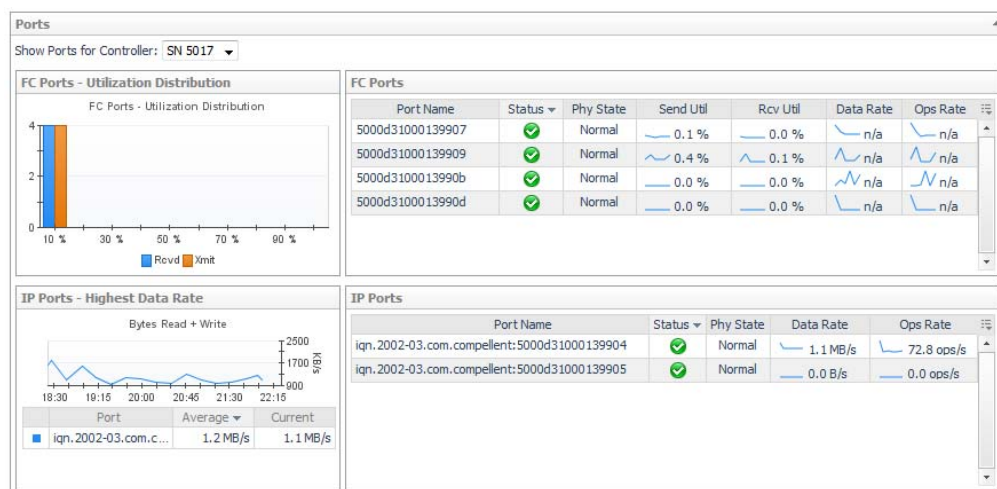 Ports
Show Ports for Controller: SN 5017
FC Ports - Utilization Distribution
FC Ports - Utilization Distribution
4
2
0
10 % 30 % 50 % 70 % 90 %
Rcvd Xmit
FC Ports
Port Name Status Phy State Send Util Rcv Util Data Rate Ops Rate
5000d31000139907 Normal 0.1 % 0.0 % n/a n/a
5000d31000139909 Normal 0.4 % 0.1 % n/a n/a
5000d3100013990b Normal 0.0 % 0.0 % n/a n/a
5000d3100013990d Normal 0.0 % 0.0 % n/a n/a
IP Ports - Highest Data Rate
Bytes Read + Write
2500
1700
900
KB/s
18:30 19:15 20:00 20:45 21:30 22:15
Port Average Current
iqn.2002-03.com.c... 1.2 MB/s 1.1 MB/s
IP Ports
Port Name Status Phy State Data Rate Ops Rate
iqn.2002-03.com.compellent:5000d31000139904 Normal 1.1 MB/s 72.8 ops/s
iqn.2002-03.com.compellent:5000d31000139905 Normal 0.0 B/s 0.0 ops/s